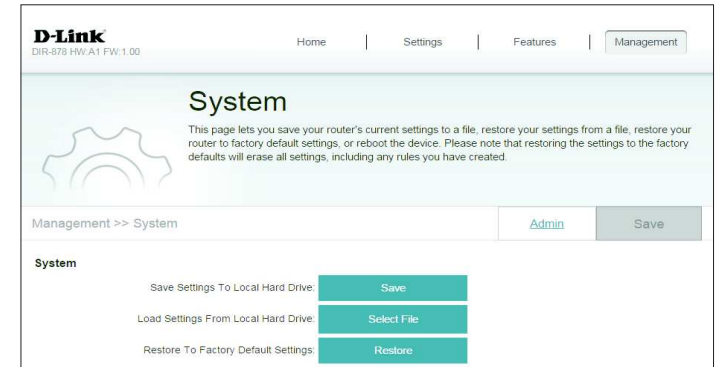 D-Link
DIR-878 HW:A1 FW:1.00
Home | Settings | Features | Management
System
This page lets you save your router's current settings to a file, restore your settings from a file, restore your
router to factory default settings, or reboot the device. Please note that restoring the settings to the factory
defaults will erase all settings, including any rules you have created.
Management >> System
Admin
Save
System
Save Settings To Local Hard Drive: Save
Load Settings From Local Hard Drive: Select File
Restore To Factory Default Settings: Restore